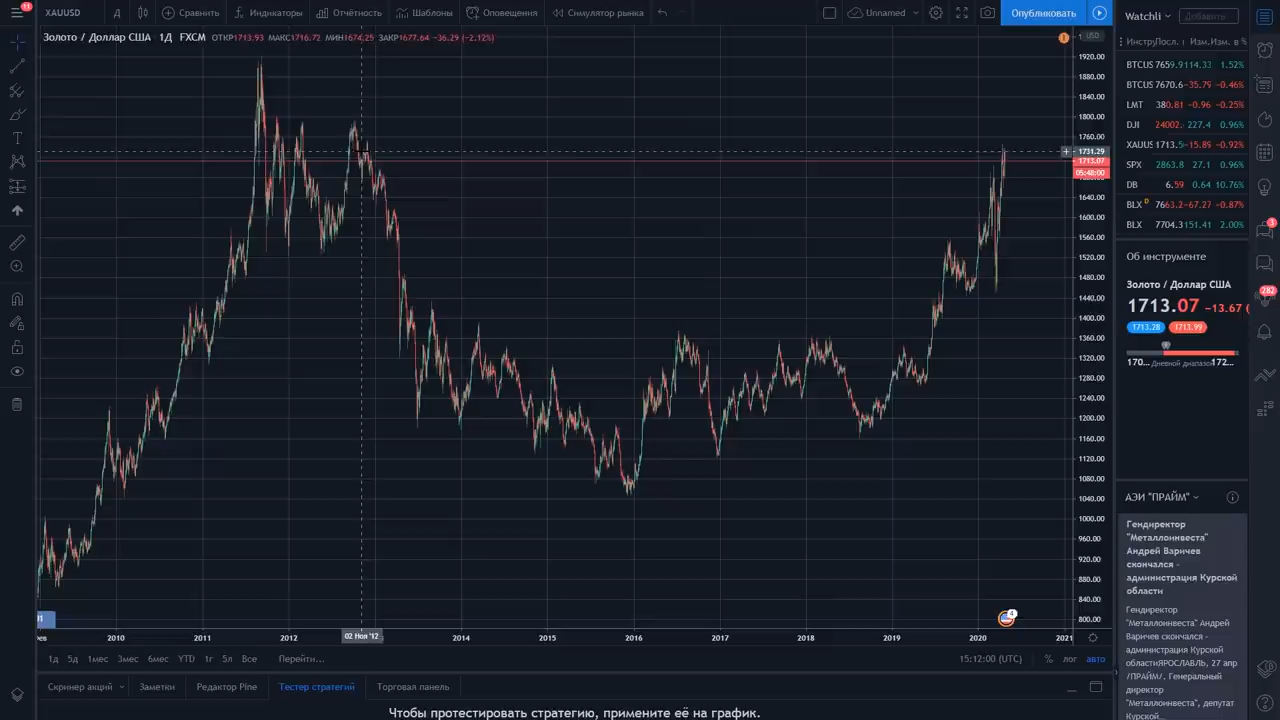 11
XAUUSD Д Сравнить Индикаторы Отчётность Шаблоны Оповещения Симулятор рынка Unnamed Опубликовать
Золото / Доллар США 1Д FXCM ОТКР1713.93 МАКС1716.72 МИН1674.25 ЗАКР1677.64 −36.29 (−2.12%)
USD
1920.00
1880.00
1840.00
1800.00
1760.00
1731.29
1713.07
05:48:00
1640.00
1600.00
1560.00
1520.00
1480.00
1440.00
1400.00
1360.00
1320.00
1280.00
1240.00
1200.00
1160.00
1120.00
1080.00
1040.00
1000.00
960.00
920.00
880.00
840.00
800.00
4
2010 2011 2012 02 Ноя '12 2014 2015 2016 2017 2018 2019 2020 2021
1д 5д 1мес 3мес 6мес YTD 1г 5л Все Перейти... 15:12:00 (UTC) % лог авто
Скринер акций Заметки Редактор Pine Тестер стратегий Торговая панель
Чтобы протестировать стратегию, примените её на график.
Watchli Добавить
Инстру Посл. Изм. Изм. в %
BTCUS 7659.9 114.33 1.52%
BTCUS 7670.6 −35.79 −0.46%
LMT 380.81 −0.96 −0.25%
DJI 24002. 227.4 0.96%
XAUUS 1713.5 −15.89 −0.92%
SPX 2863.8 27.1 0.96%
DB 6.59 0.64 10.76%
BLX D 7663.2 −67.27 −0.87%
BLX 7704.3 151.41 2.00%
Об инструменте
Золото / Доллар США
1713.07 −13.67 (
1713.28 1713.99
170... Дневной диапазон 172...
АЭИ "ПРАЙМ"
Гендиректор
"Металлоинвеста"
Андрей Варичев
скончался -
администрация Курской
области
Гендиректор
"Металлоинвеста" Андрей
Варичев скончался -
администрация Курской
областиЯРОСЛАВЛЬ, 27 апр
/ПРАЙМ/. Генеральный
директор
"Металлоинвеста", депутат
Курской...
3
282